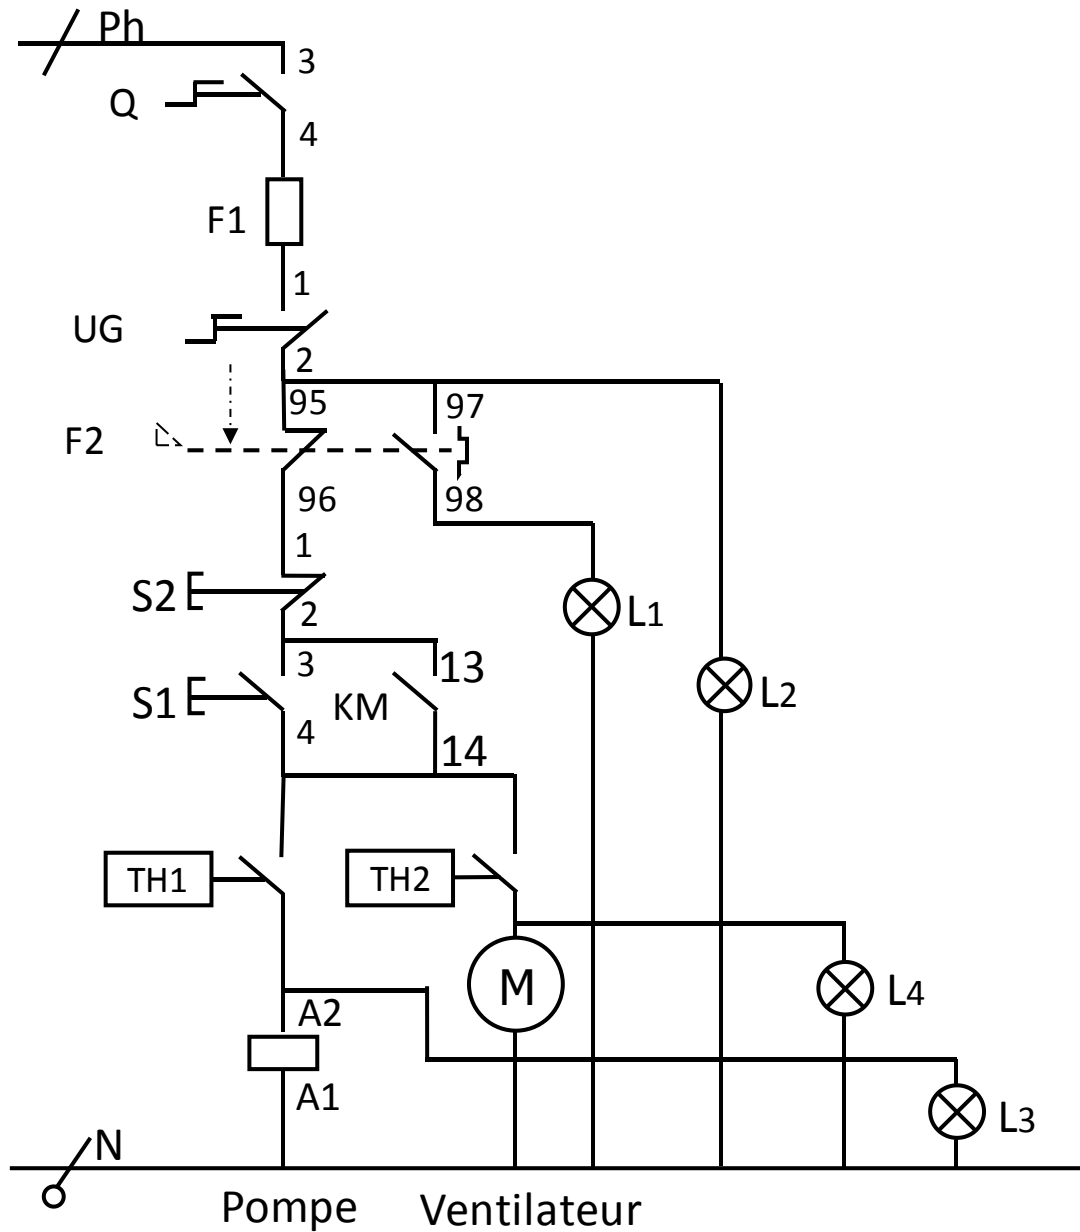 Ph
3
Q
4
F1
1
UG
2
95
97
F2
96
98
1
S2
L1
2
3
13
S1
KM
L2
4
14
TH1
TH2
M
L4
A2
A1
L3
N
Pompe Ventilateur